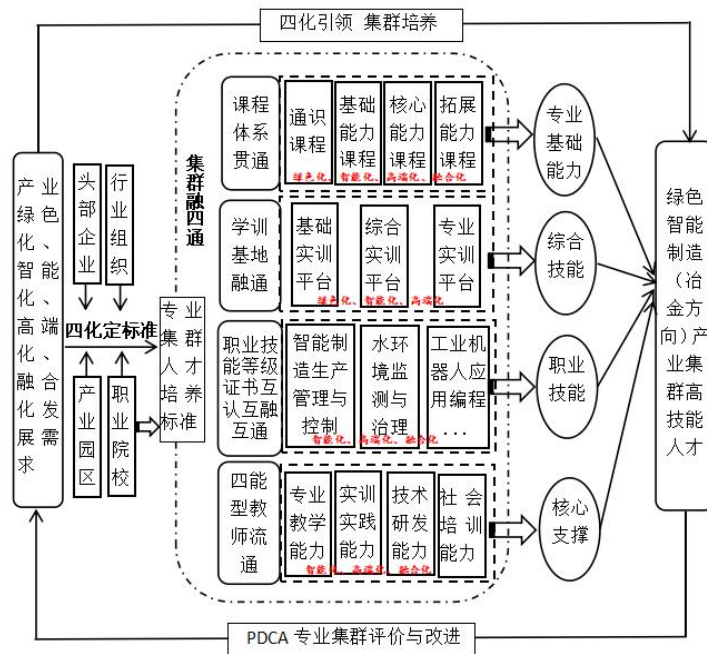 四化引领 集群培养
产业
绿色
化、
智能
化、
高端
化、
融合
化发
展需
求
头部企业
行业组织
四化定标准
产业园区
职业院校
专业
集群
人才
培养
标准
集群融四通
课程
体系
贯通
通识
课程
基础
能力
课程
核心
能力
课程
拓展
能力
课程
绿色化、智能化、高端化、融合化
专业
基础
能力
学训
基地
融通
基础
实训
平台
综合
实训
平台
专业
实训
平台
绿色化、智能化、高端化
综合
技能
职业技
能等级
证书互
认互融
互通
智能制
造生产
管理与
控制
水环
境监
测与
治理
工业机
器人应
用编程
...
智能化、高端化、融合化
职业
技能
四能
型教
师流
通
专业
教学
能力
实训
实践
能力
技术
研发
能力
社会
培训
能力
智能化、高端化、融合化
核心
支撑
绿色
智能
制造
（冶
金方
向）产
业集
群高
技能
人才
PDCA 专业集群评价与改进